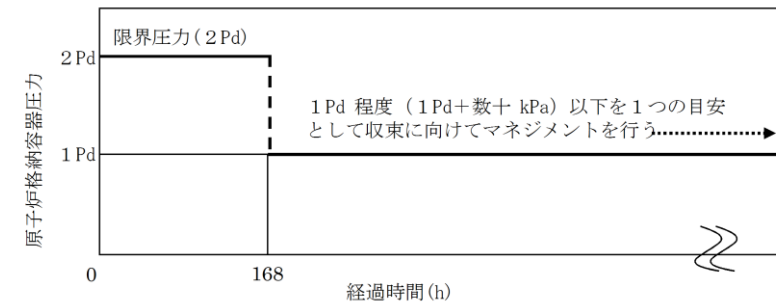 限界圧力(２Pd)
２Pd
１Pd 程度（１Pd＋数十 kPa）以下を１つの目安
として収束に向けてマネジメントを行う
１Pd
原子炉格納容器圧力
0
168
経過時間(h)